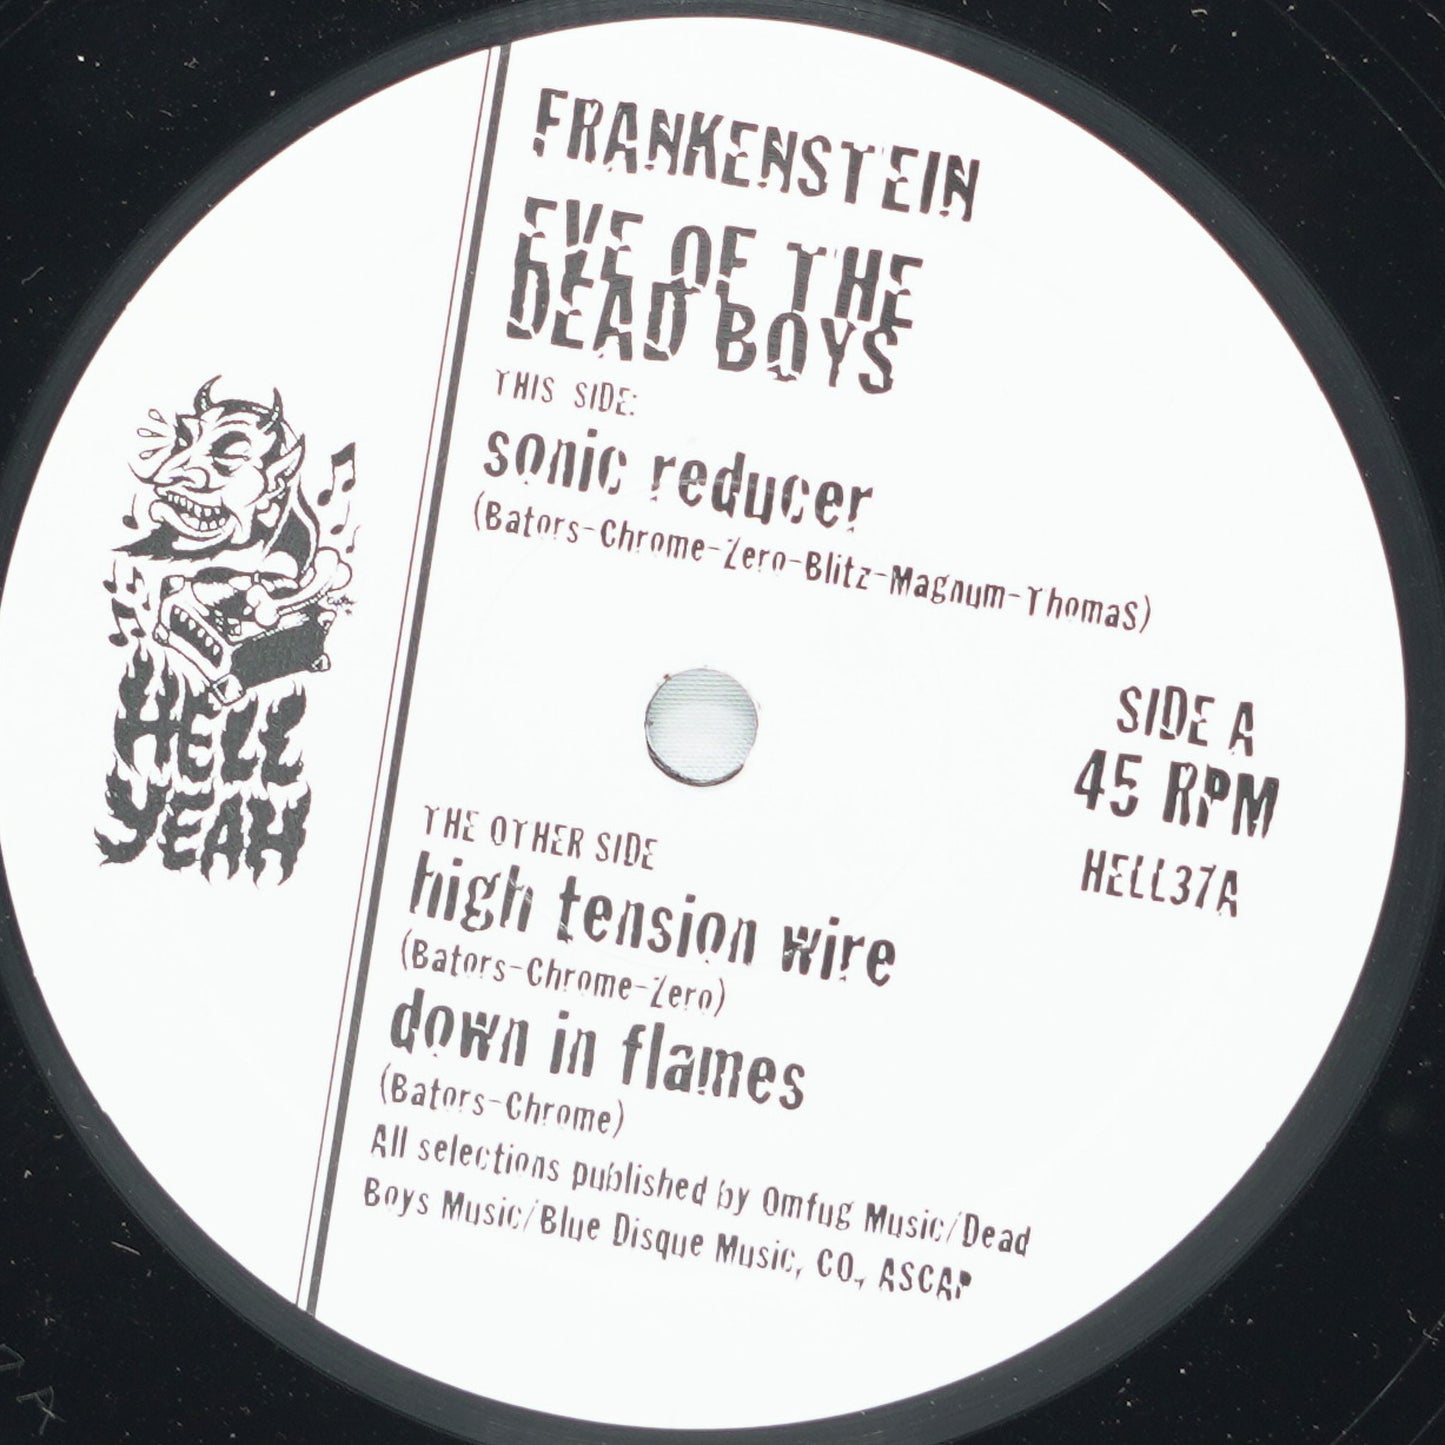 FRANKENSTEIN
EVE OF THE
DEAD BOYS
THIS SIDE:
sonic reducer
(Bators-Chrome-Zero-Blitz-Magnum-Thomas)
SIDE A
45 RPM
HELL37A
HELL
YEAH
THE OTHER SIDE
high tension wire
(Bators-Chrome-Zero)
down in flames
(Bators-Chrome)
All selections published by Omfug Music/Dead
Boys Music/Blue Disque Music, CO., ASCAP